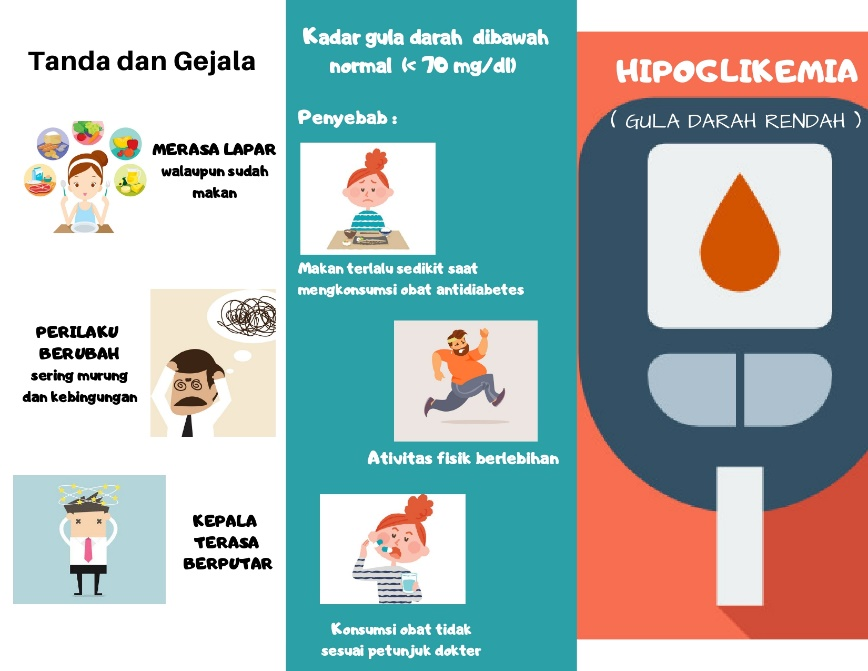 Tanda dan Gejala
MERASA LAPAR
walaupun sudah
makan
PERILAKU
BERUBAH
sering murung
dan kebingungan
KEPALA
TERASA
BERPUTAR
Kadar gula darah dibawah
normal (< 70 mg/dl)
Penyebab :
Makan terlalu sedikit saat
mengkonsumsi obat antidiabetes
Ativitas fisik berlebihan
Konsumsi obat tidak
sesuai petunjuk dokter
HIPOGLIKEMIA
( GULA DARAH RENDAH )